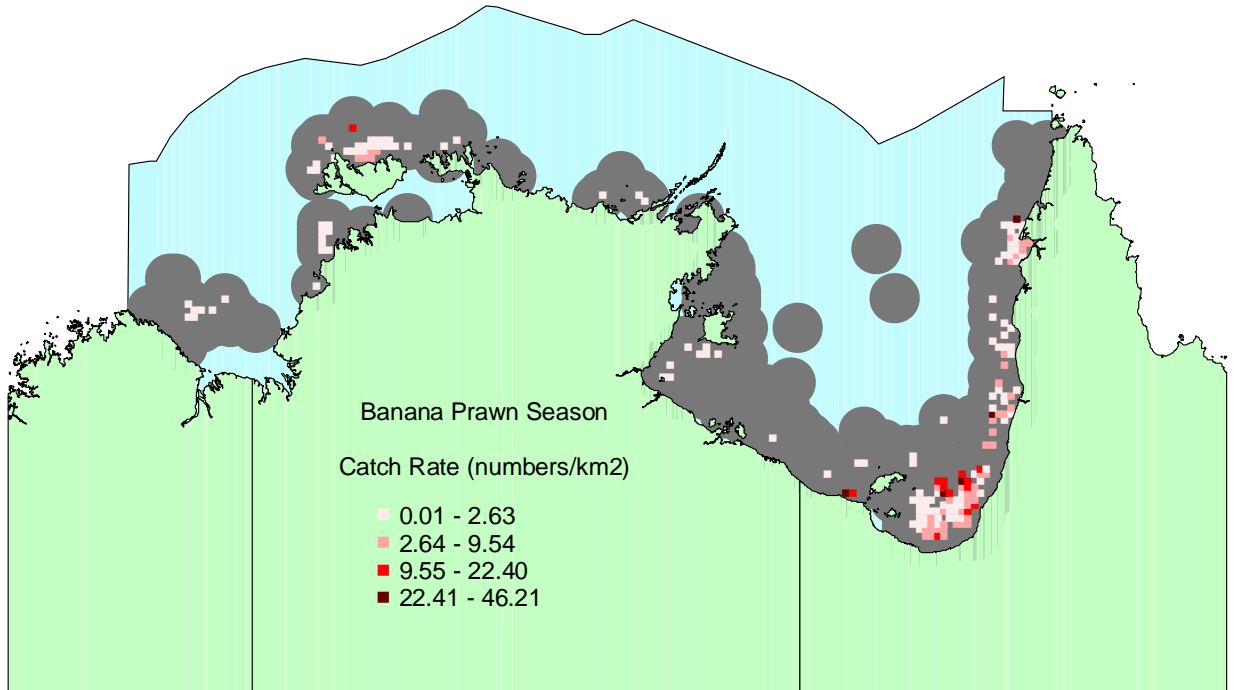 Banana Prawn Season
Catch Rate (numbers/km2)
0.01 - 2.63
2.64 - 9.54
9.55 - 22.40
22.41 - 46.21